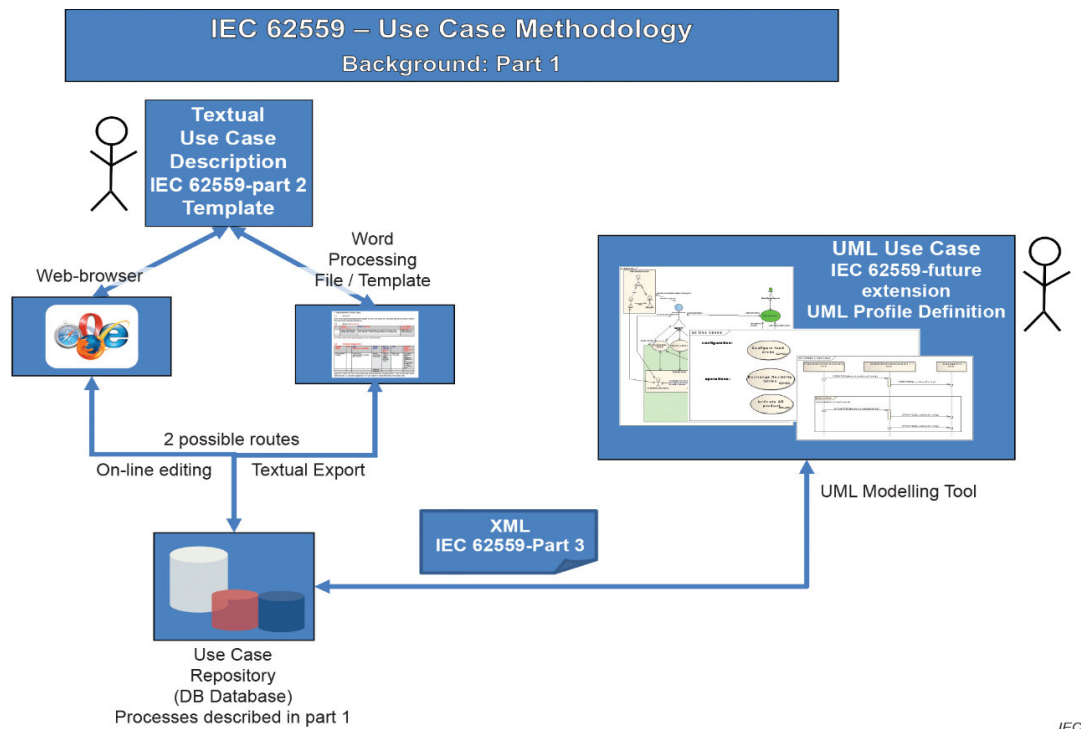 IEC 62559 – Use Case Methodology
Background: Part 1
Textual
Use Case
Description
IEC 62559-part 2
Template
Web-browser
Word
Processing
File / Template
2 possible routes
On-line editing
Textual Export
Use Case
Repository
(DB Database)
Processes described in part 1
XML
IEC 62559-Part 3
UML Use Case
IEC 62559-future
extension
UML Profile Definition
UML Modelling Tool
IEC